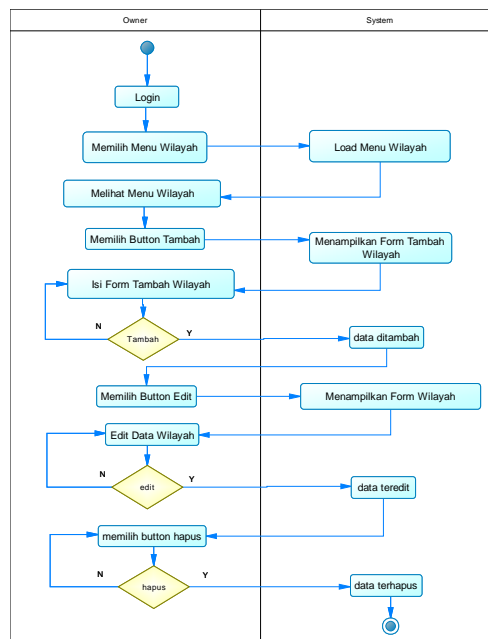 Owner
System
Login
Memilih Menu Wilayah
Load Menu Wilayah
Melihat Menu Wilayah
Memilih Button Tambah
Menampilkan Form Tambah
Wilayah
Isi Form Tambah Wilayah
N
Y
Tambah
data ditambah
Memilih Button Edit
Menampilkan Form Wilayah
Edit Data Wilayah
N
Y
edit
data teredit
memilih button hapus
N
Y
hapus
data terhapus